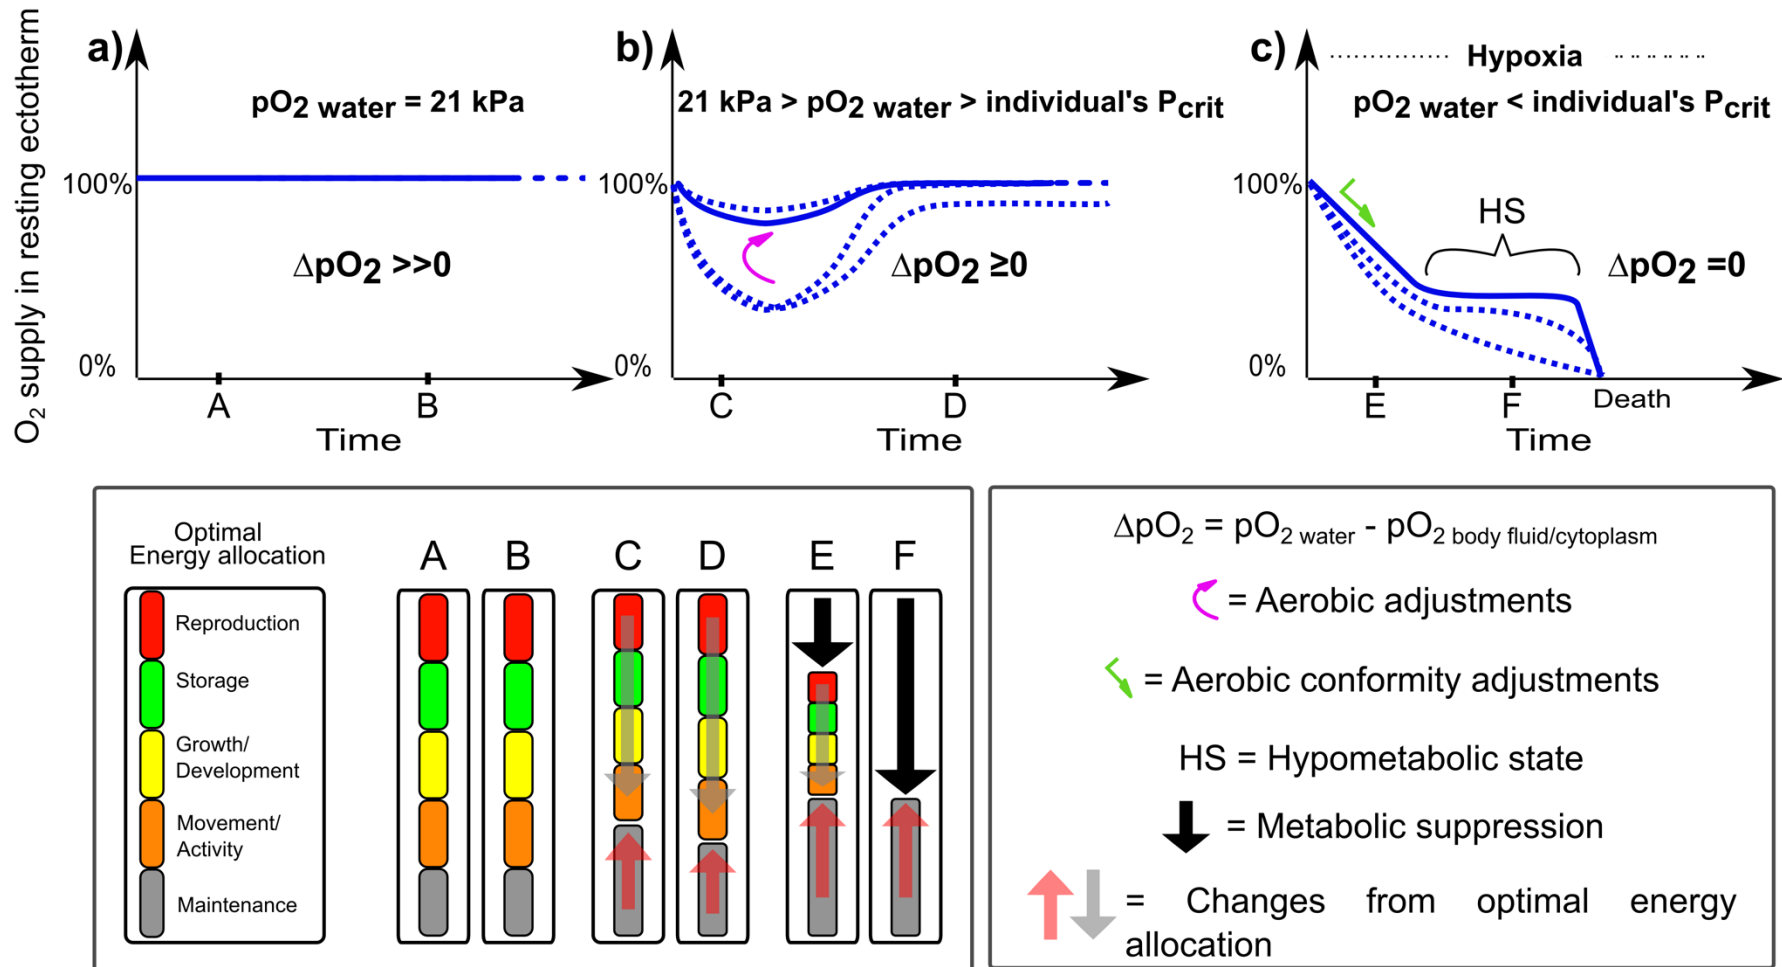 O2 supply in resting ectotherm
a)
pO2 water = 21 kPa
100%
ΔpO2 >>0
0%
A
B
Time
b)
21 kPa > pO2 water > individual's Pcrit
100%
ΔpO2 ≥0
0%
C
D
Time
c)
Hypoxia
pO2 water < individual's Pcrit
100%
HS
ΔpO2 =0
0%
E
F
Death
Time
Optimal
Energy allocation
A
B
C
D
E
F
Reproduction
Storage
Growth/
Development
Movement/
Activity
Maintenance
ΔpO2 = pO2 water - pO2 body fluid/cytoplasm
= Aerobic adjustments
= Aerobic conformity adjustments
HS = Hypometabolic state
= Metabolic suppression
= Changes from optimal energy
allocation